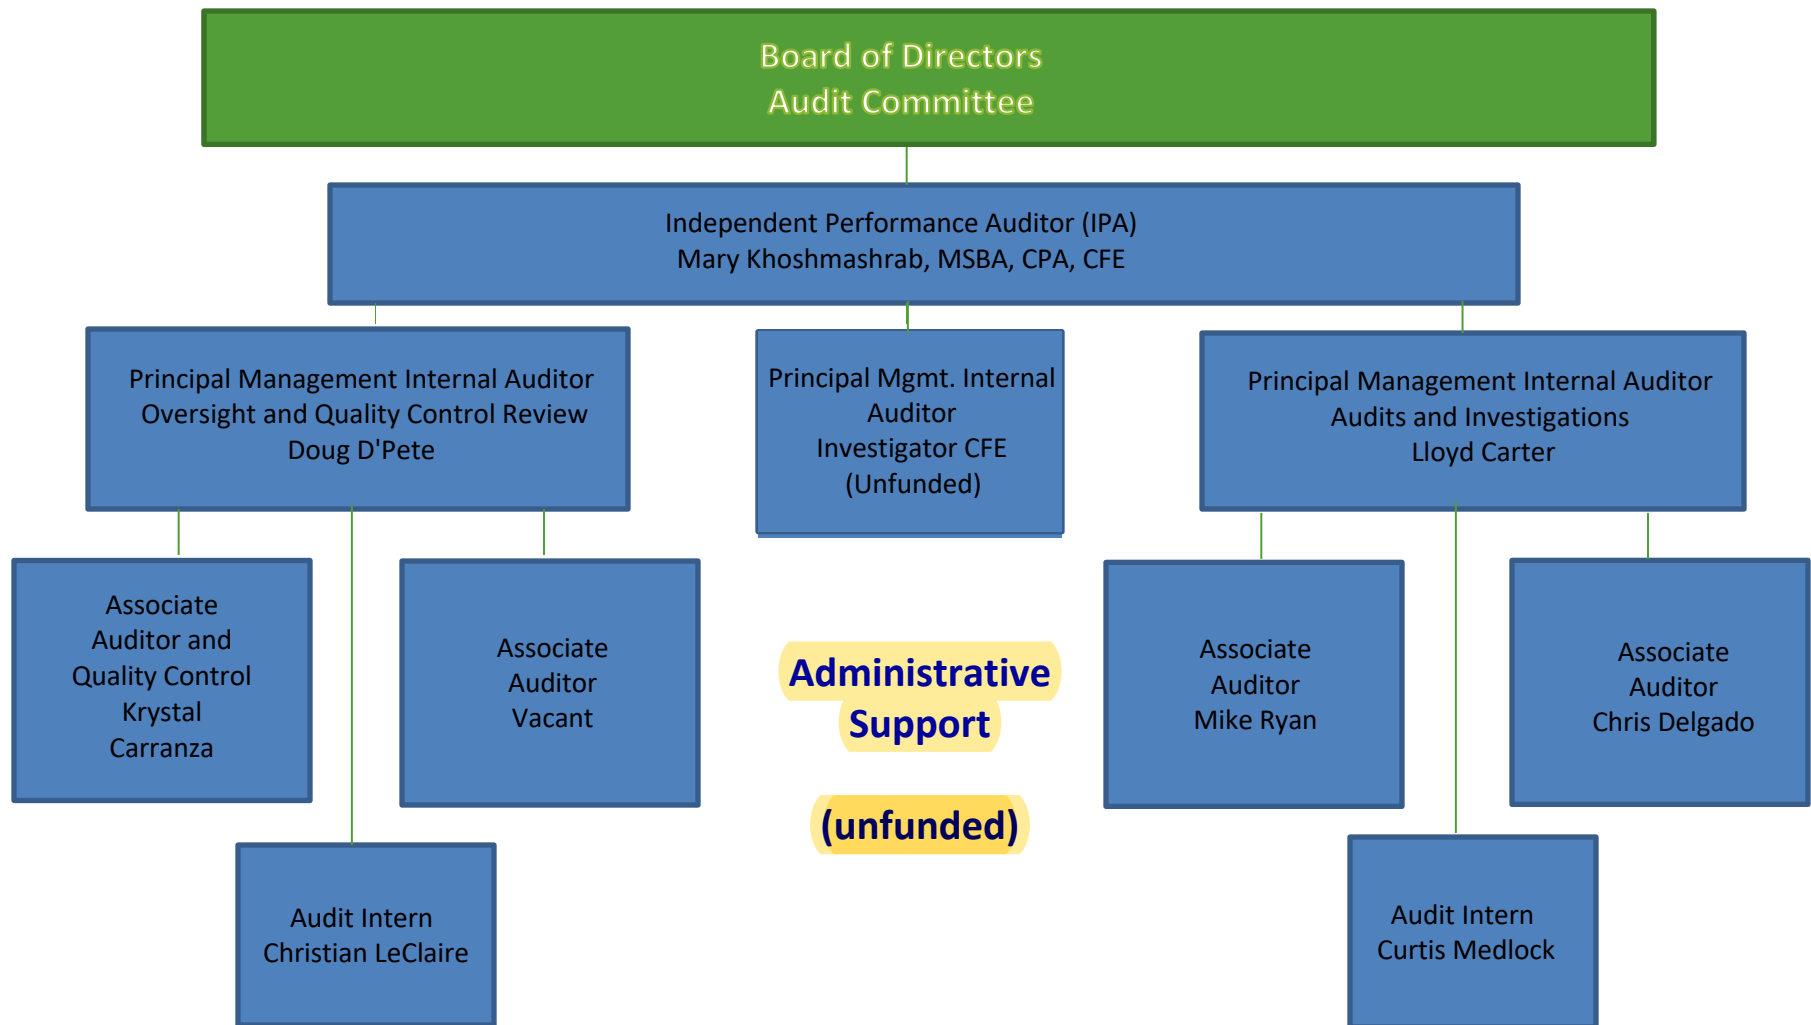 Board of Directors
Audit Committee
Independent Performance Auditor (IPA)
Mary Khoshmashrab, MSBA, CPA, CFE
Principal Management Internal Auditor
Oversight and Quality Control Review
Doug D'Pete
Principal Mgmt. Internal
Auditor
Investigator CFE
(Unfunded)
Principal Management Internal Auditor
Audits and Investigations
Lloyd Carter
Associate
Auditor and
Quality Control
Krystal
Carranza
Associate
Auditor
Vacant
Administrative
Support
(unfunded)
Associate
Auditor
Mike Ryan
Associate
Auditor
Chris Delgado
Audit Intern
Christian LeClaire
Audit Intern
Curtis Medlock